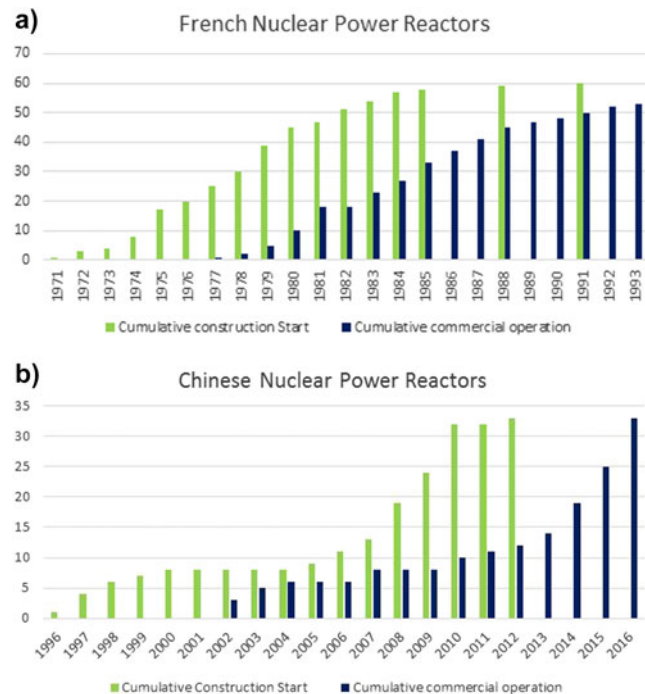 a)
French Nuclear Power Reactors
70
60
50
40
30
20
10
0
1971 1972 1973 1974 1975 1976 1977 1978 1979 1980 1981 1982 1983 1984 1985 1986 1987 1988 1989 1990 1991 1992 1993
Cumulative construction Start Cumulative commercial operation
b)
Chinese Nuclear Power Reactors
35
30
25
20
15
10
5
0
1996 1997 1998 1999 2000 2001 2002 2003 2004 2005 2006 2007 2008 2009 2010 2011 2012 2013 2014 2015 2016
Cumulative Construction Start Cumulative commercial operation